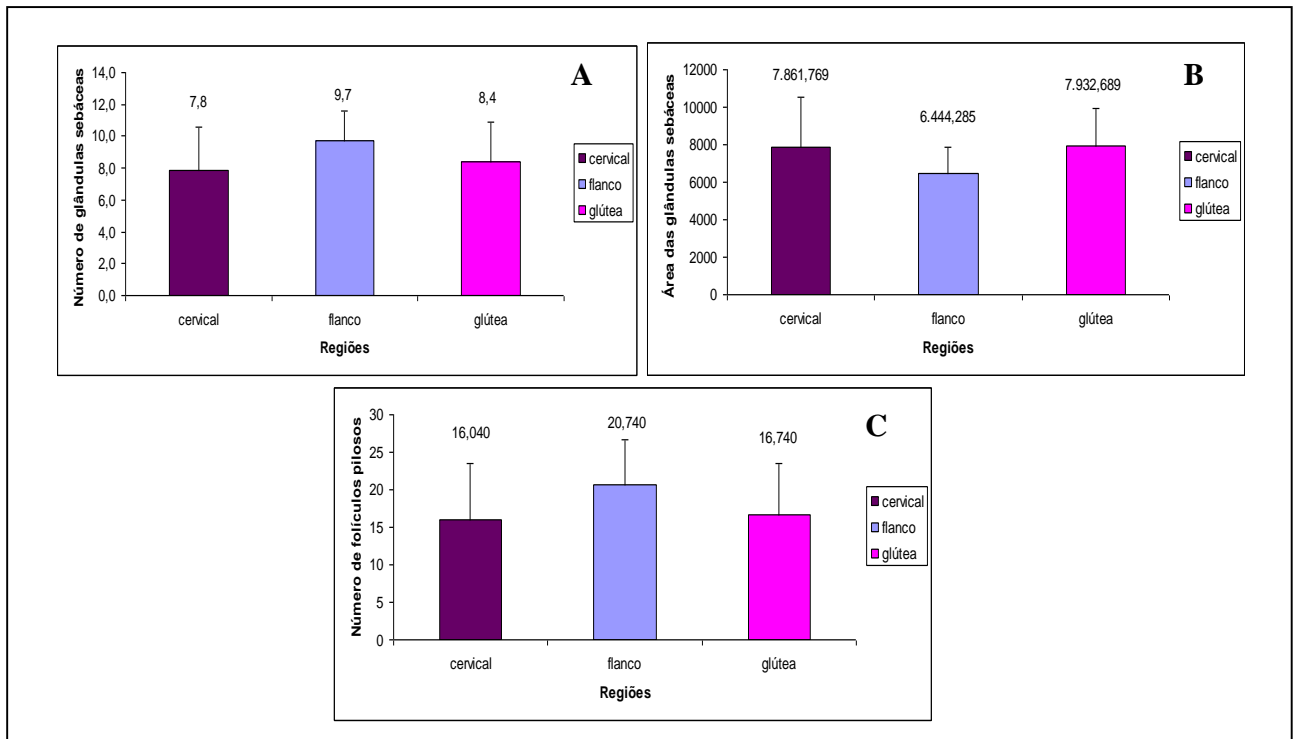 A
Número de glândulas sebáceas
14,0
12,0
10,0
8,0
6,0
4,0
2,0
0,0
7,8
9,7
8,4
cervical
flanco
glútea
Regiões
cervical
flanco
glútea
B
Área das glândulas sebáceas
12000
10000
8000
6000
4000
2000
0
7.861,769
6.444,285
7.932,689
cervical
flanco
glútea
Regiões
cervical
flanco
glútea
C
Número de folículos pilosos
30
25
20
15
10
5
0
16,040
20,740
16,740
cervical
flanco
glútea
Regiões
cervical
flanco
glútea